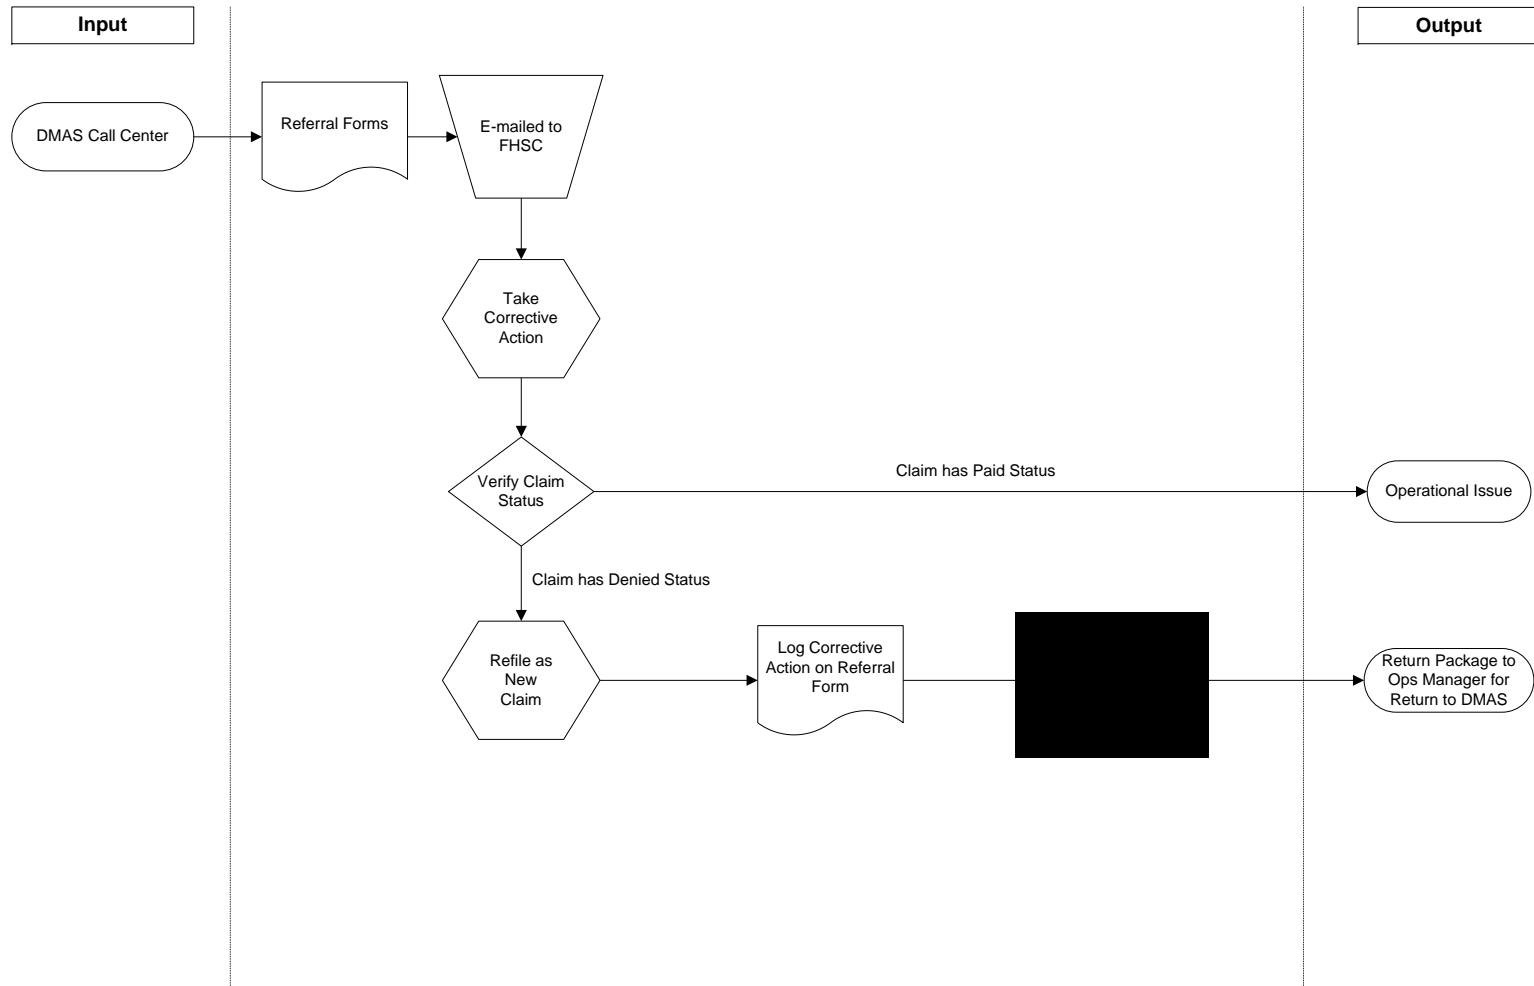 Input
Output
DMAS Call Center
Referral Forms
E-mailed to
FHSC
Take
Corrective
Action
Verify Claim
Status
Claim has Paid Status
Operational Issue
Claim has Denied Status
Refile as
New
Claim
Log Corrective
Action on Referral
Form
Return Package to
Ops Manager for
Return to DMAS